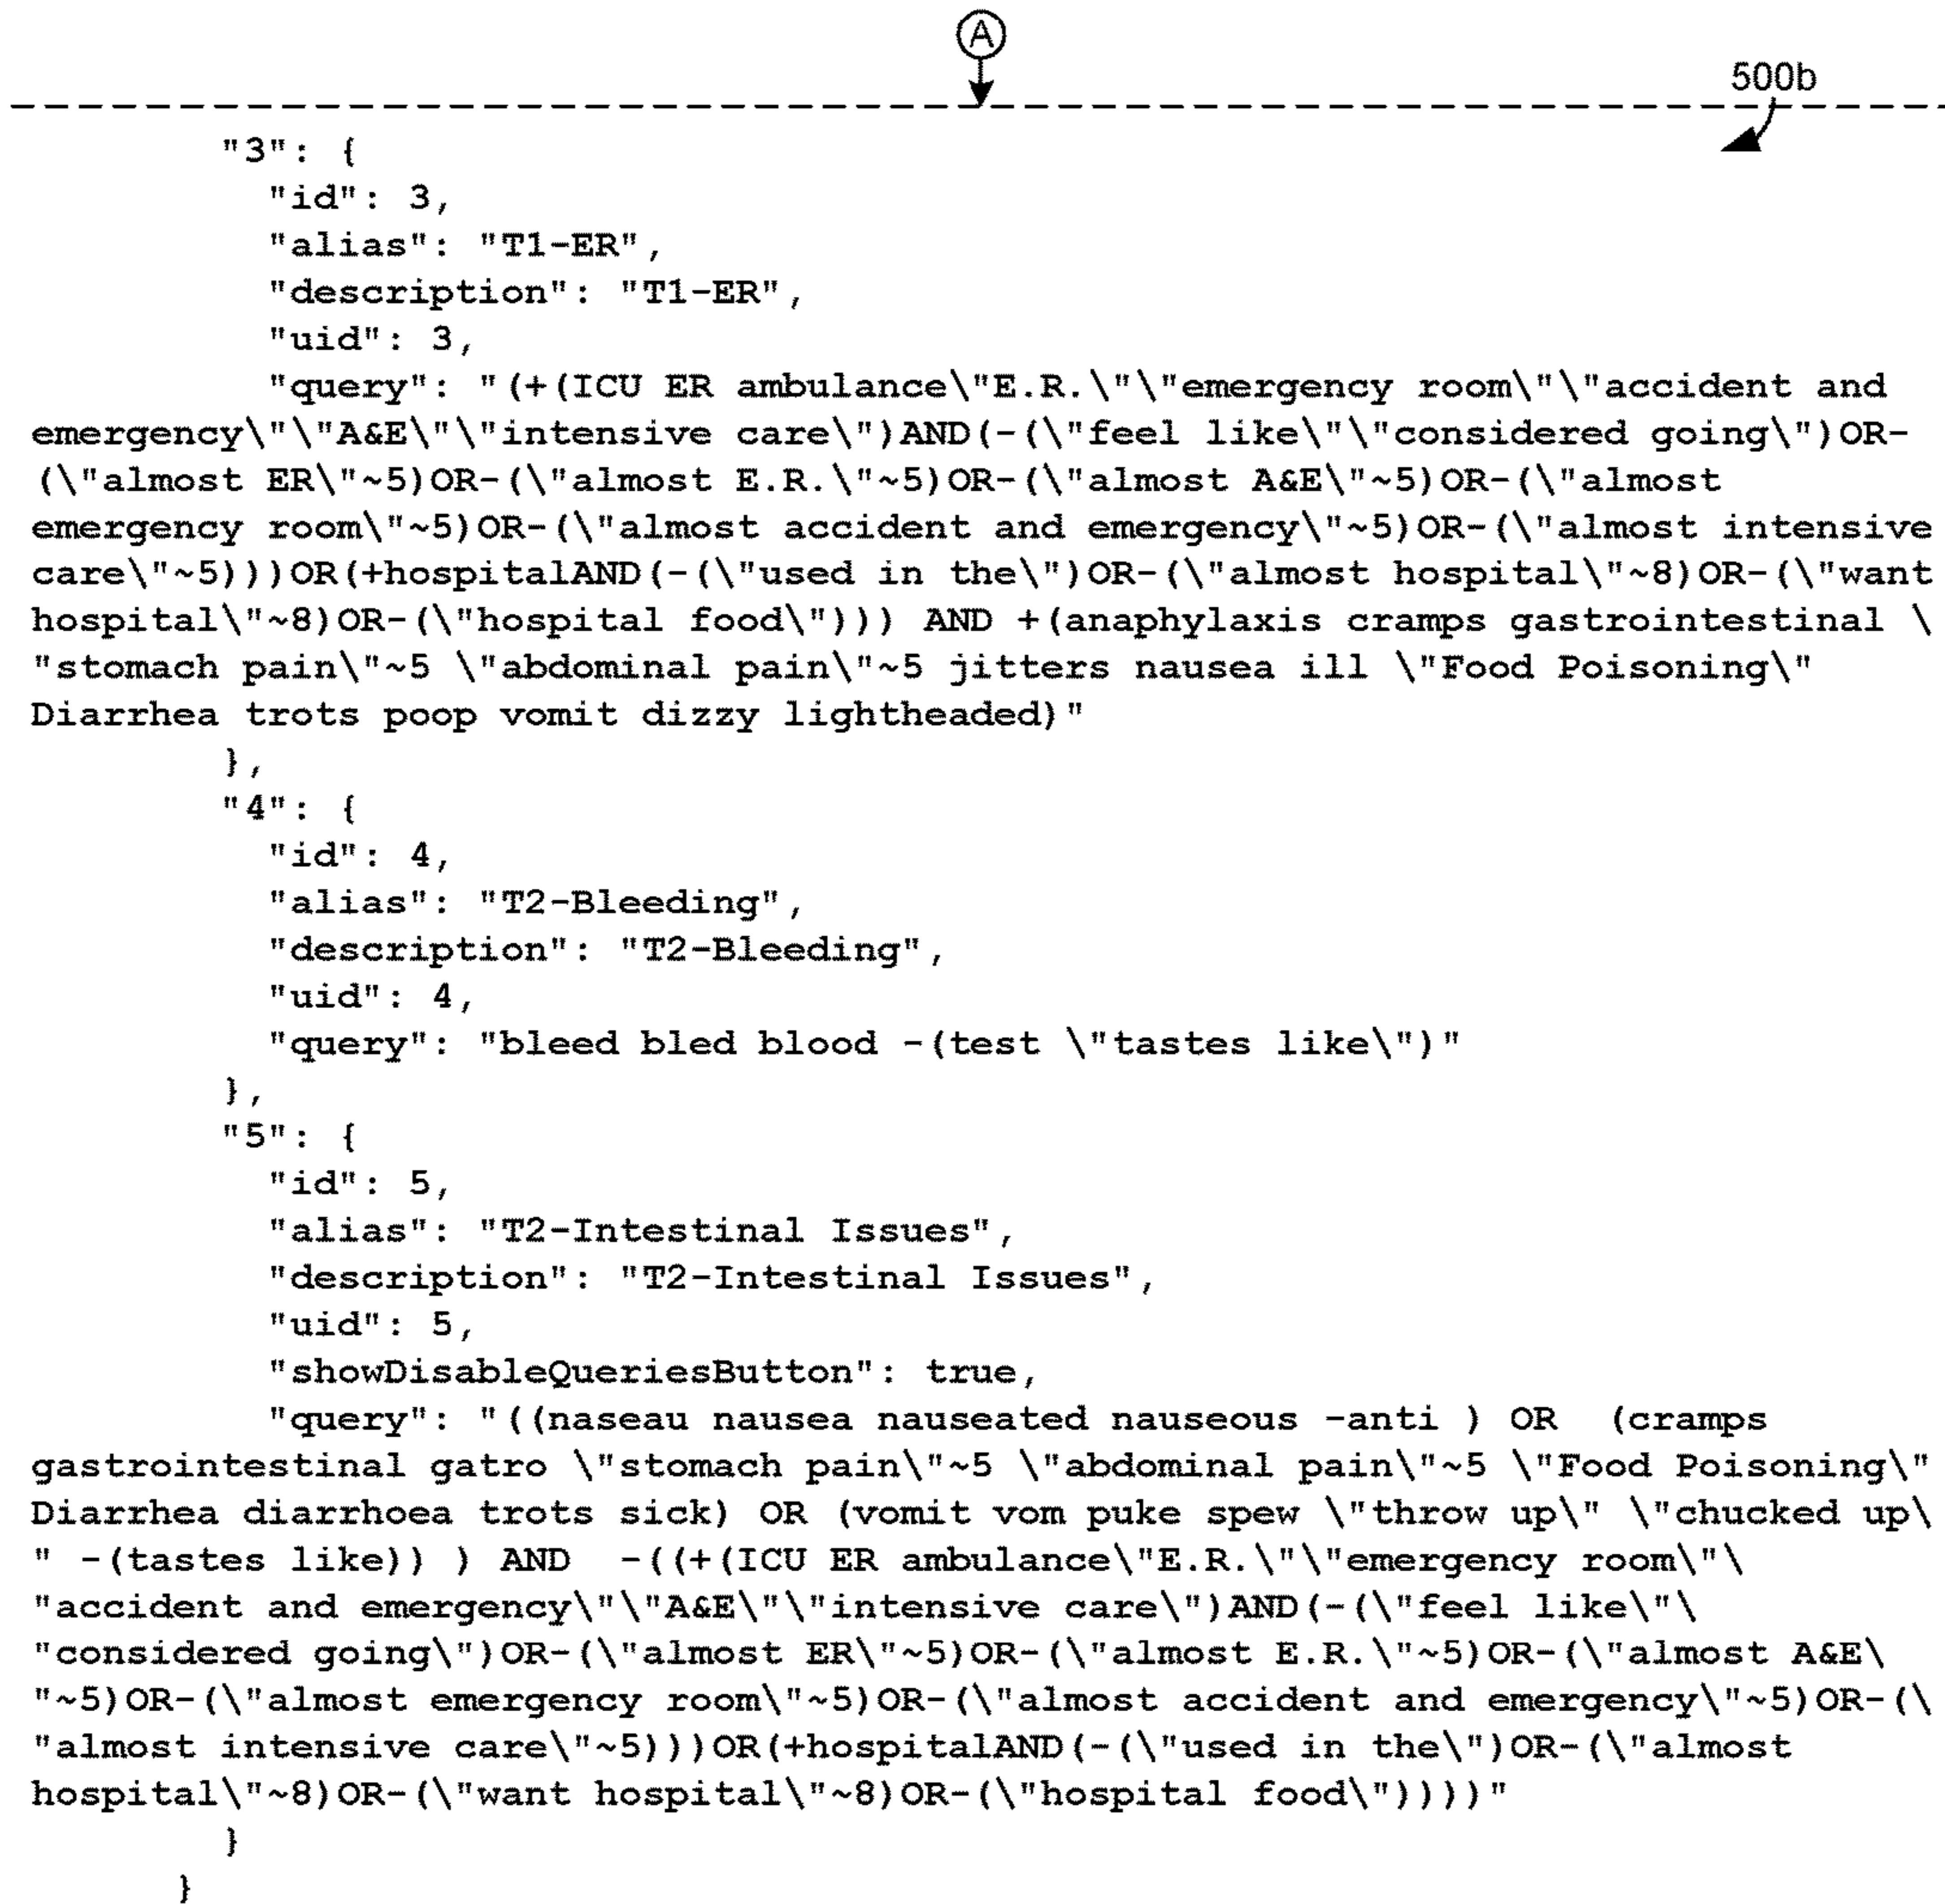 A
500b
"3": {
"id": 3,
"alias": "T1-ER",
"description": "T1-ER",
"uid": 3,
"query": "(+(ICU ER ambulance\"E.R.\"\"emergency room\"\"accident and
emergency\"\"A&E\"\"intensive care\")AND(-(\"feel like\"\"considered going\")OR-
(\"almost ER\"~5)OR-(\"almost E.R.\"~5)OR-(\"almost A&E\"~5)OR-(\"almost
emergency room\"~5)OR-(\"almost accident and emergency\"~5)OR-(\"almost intensive
care\"~5)))OR(+hospitalAND(-(\"used in the\")OR-(\"almost hospital\"~8)OR-(\"want
hospital\"~8)OR-(\"hospital food\"))) AND +(anaphylaxis cramps gastrointestinal \
"stomach pain\"~5 \"abdominal pain\"~5 jitters nausea ill \"Food Poisoning\"
Diarrhea trots poop vomit dizzy lightheaded)"
},
"4": {
"id": 4,
"alias": "T2-Bleeding",
"description": "T2-Bleeding",
"uid": 4,
"query": "bleed bled blood -(test \"tastes like\")"
},
"5": {
"id": 5,
"alias": "T2-Intestinal Issues",
"description": "T2-Intestinal Issues",
"uid": 5,
"showDisableQueriesButton": true,
"query": "((naseau nausea nauseated nauseous -anti ) OR  (cramps
gastrointestinal gatro \"stomach pain\"~5 \"abdominal pain\"~5 \"Food Poisoning\"
Diarrhea diarrhoea trots sick) OR (vomit vom puke spew \"throw up\" \"chucked up\
" -(tastes like)) ) AND  -((+(ICU ER ambulance\"E.R.\"\"emergency room\"\
"accident and emergency\"\"A&E\"\"intensive care\")AND(-(\"feel like\"\
"considered going\")OR-(\"almost ER\"~5)OR-(\"almost E.R.\"~5)OR-(\"almost A&E\
"~5)OR-(\"almost emergency room\"~5)OR-(\"almost accident and emergency\"~5)OR-(\
"almost intensive care\"~5)))OR(+hospitalAND(-(\"used in the\")OR-(\"almost
hospital\"~8)OR-(\"want hospital\"~8)OR-(\"hospital food\"))))"
}
}